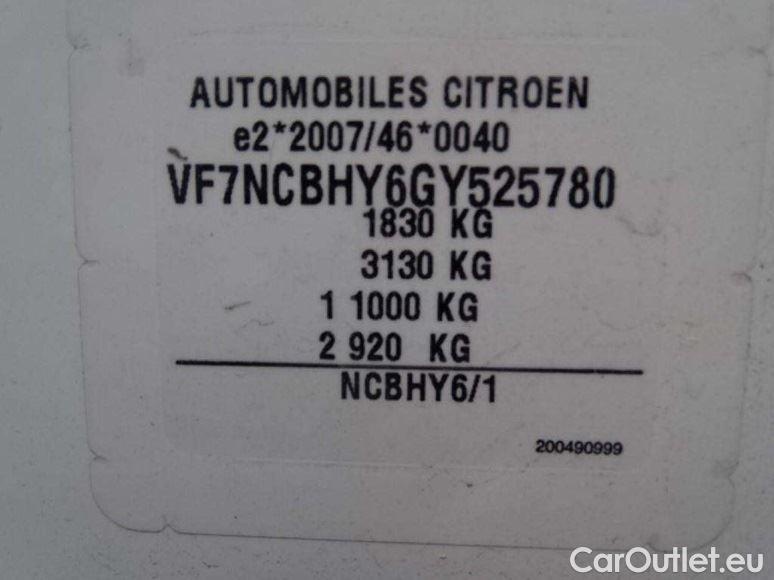 AUTOMOBILES CITROEN
e2*2007/46*0040
VF7NCBHY6GY525780
1830 KG
3130 KG
1 1000 KG
2 920 KG
NCBHY6/1
200490999
CarOutlet.eu